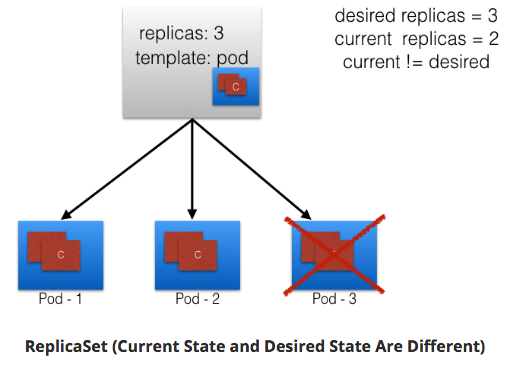 replicas: 3
template: pod
C
desired replicas = 3
current replicas = 2
current != desired
C
C
C
Pod - 1
Pod - 2
Pod - 3
ReplicaSet (Current State and Desired State Are Different)